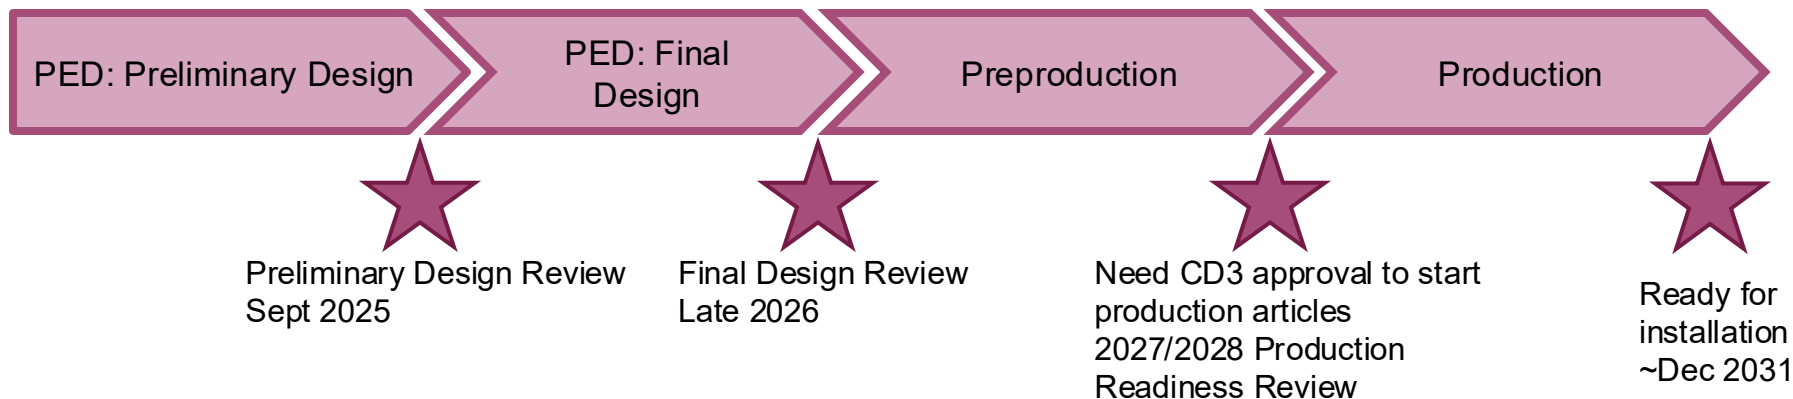 PED: Preliminary Design
PED: Final
Design
Preproduction
Production
Preliminary Design Review
Sept 2025
Final Design Review
Late 2026
Need CD3 approval to start
production articles
2027/2028 Production
Readiness Review
Ready for
installation
~Dec 2031